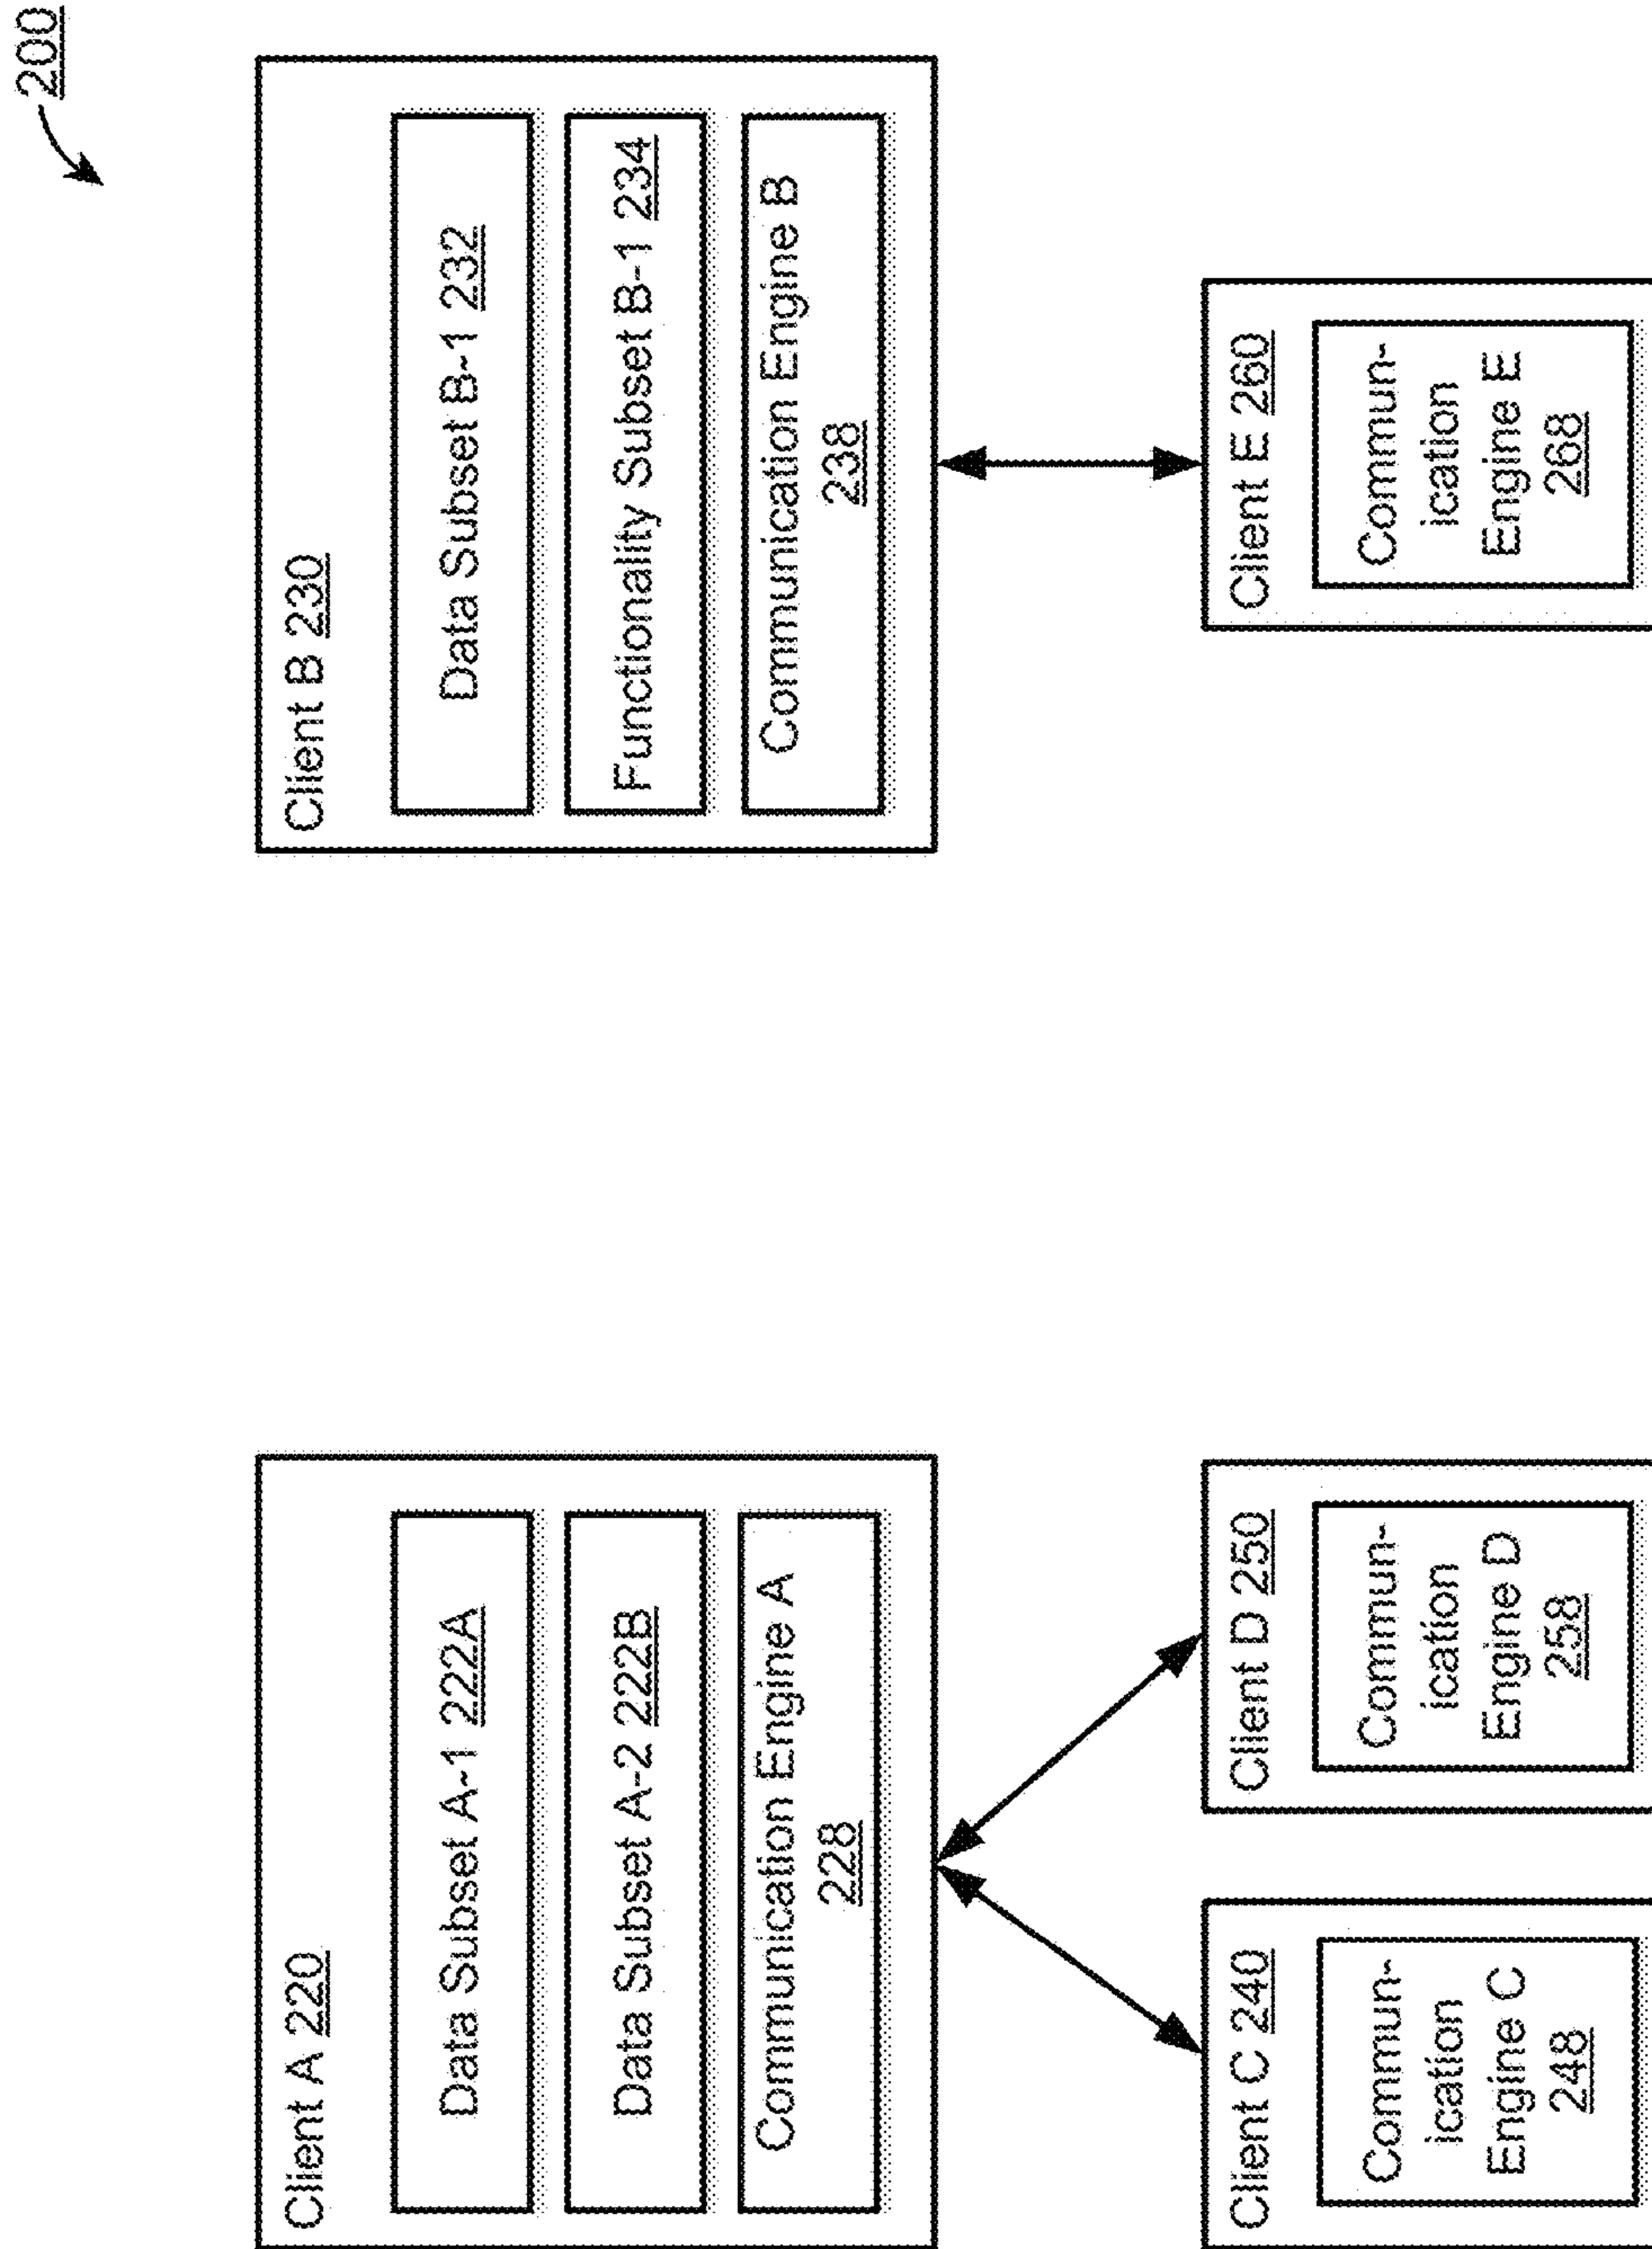 200
Client A 220
Data Subset A-1 222A
Data Subset A-2 222B
Communication Engine A
228
Client B 230
Data Subset B-1 232
Functionality Subset B-1 234
Communication Engine B
238
Client C 240
Commun-
ication
Engine C
248
Client D 250
Commun-
ication
Engine D
258
Client E 260
Commun-
ication
Engine E
268